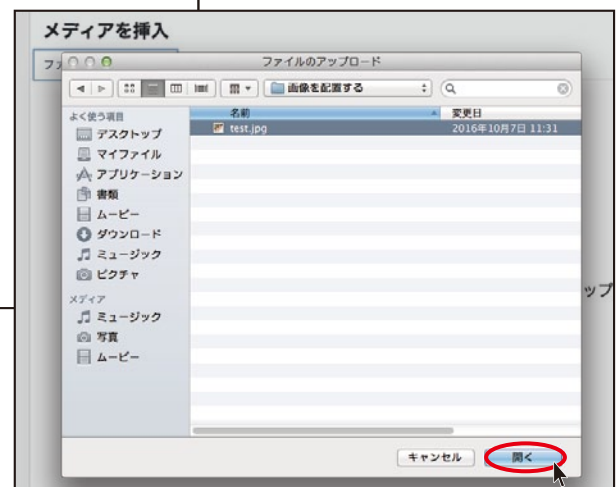 メディアを挿入
ファ
ファイルのアップロード
画像を配置する
よく使う項目
デスクトップ
マイファイル
アプリケーション
書類
ムービー
ダウンロード
ミュージック
ピクチャ
メディア
ミュージック
写真
ムービー
名前 変更日
test.jpg 2016年10月7日 11:31
ップ
キャンセル 開く